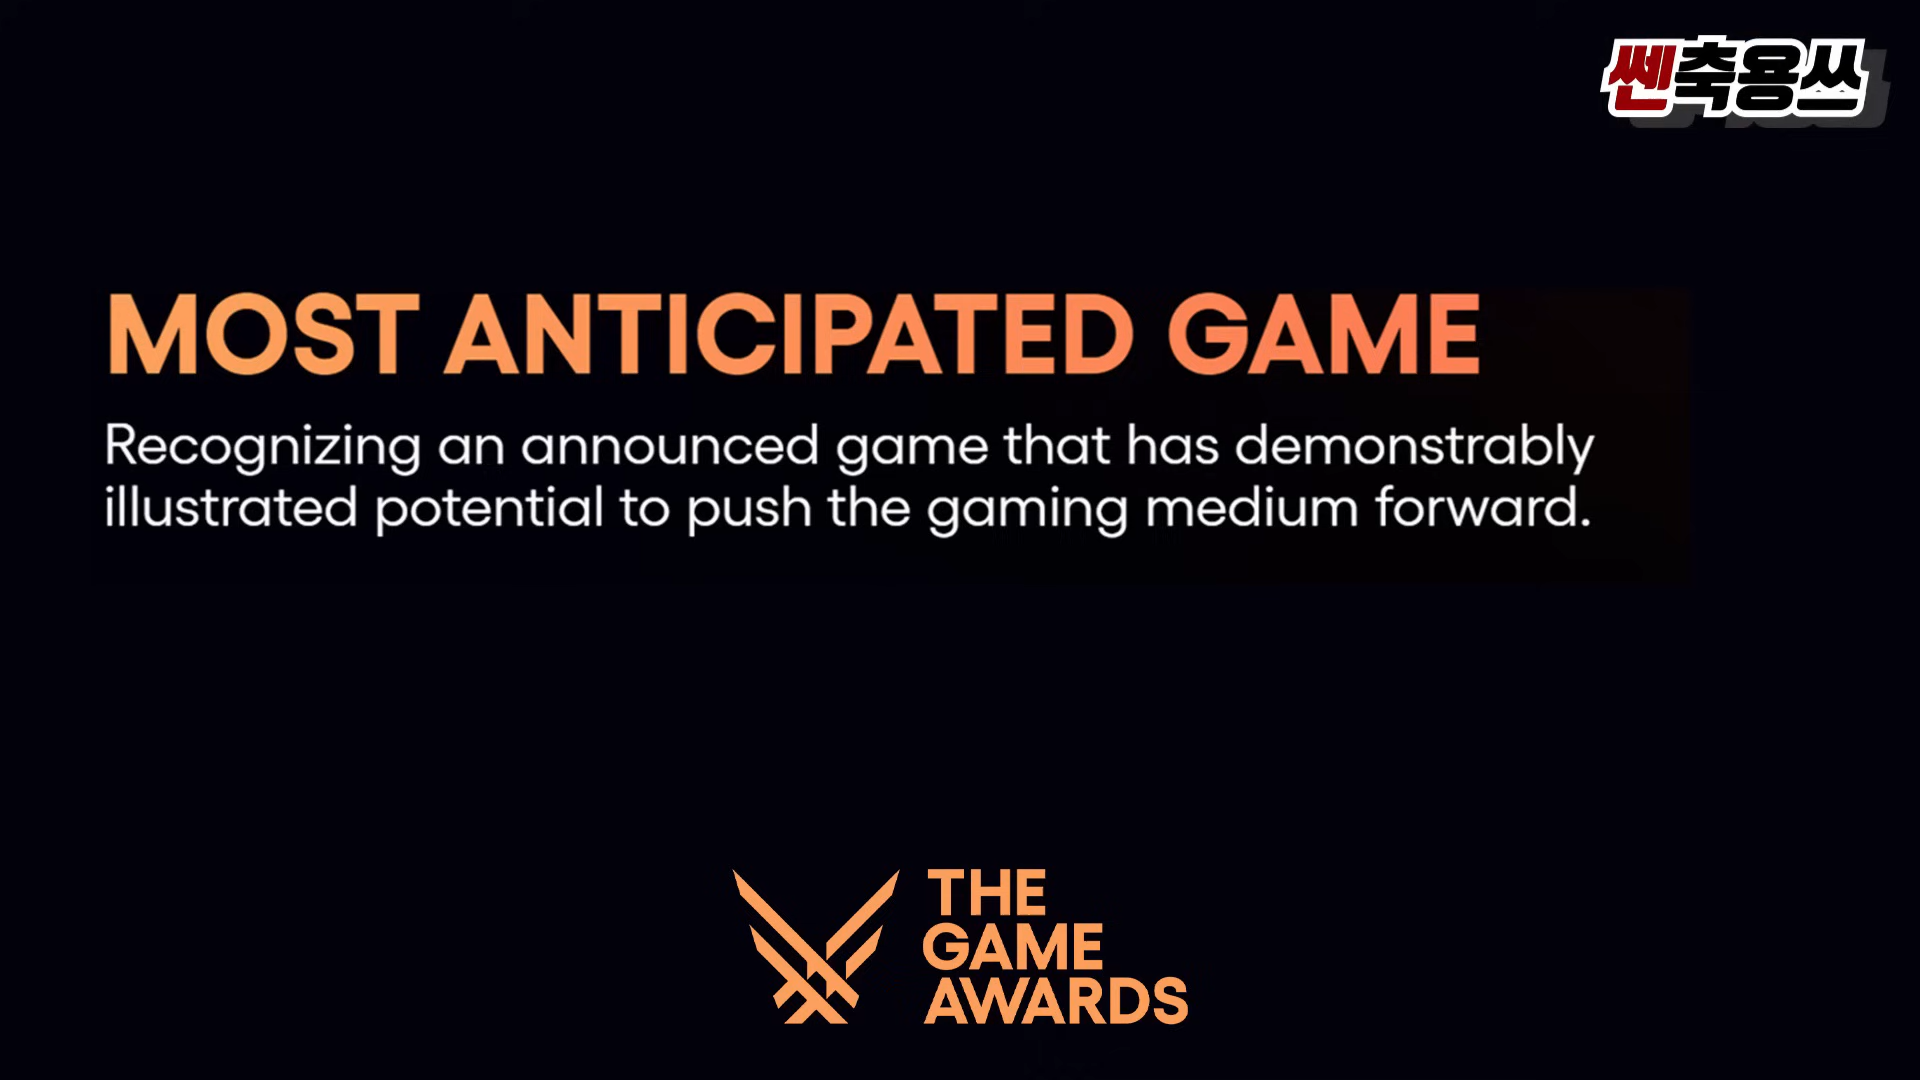 쎈축용쓰
MOST ANTICIPATED GAME
Recognizing an announced game that has demonstrably
illustrated potential to push the gaming medium forward.
THE
GAME
AWARDS